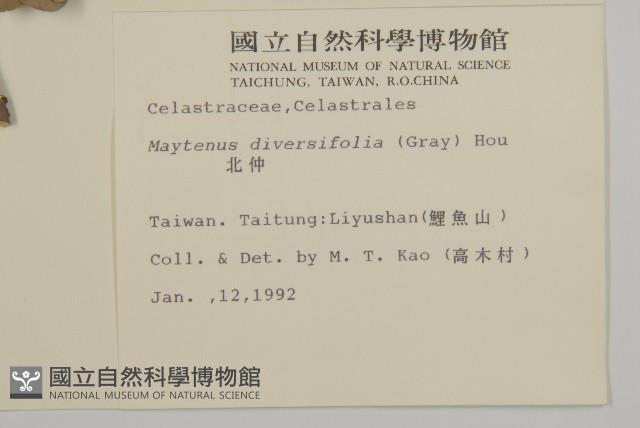 國立自然科學博物館
NATIONAL MUSEUM OF NATURAL SCIENCE
TAICHUNG, TAIWAN, R.O.CHINA
Celastraceae,Celastrales
Maytenus diversifolia (Gray) Hou
北仲
Taiwan. Taitung:Liyushan(鯉魚山)
Coll. & Det. by M. T. Kao (高木村)
Jan. ,12,1992
國立自然科學博物館
NATIONAL MUSEUM OF NATURAL SCIENCE